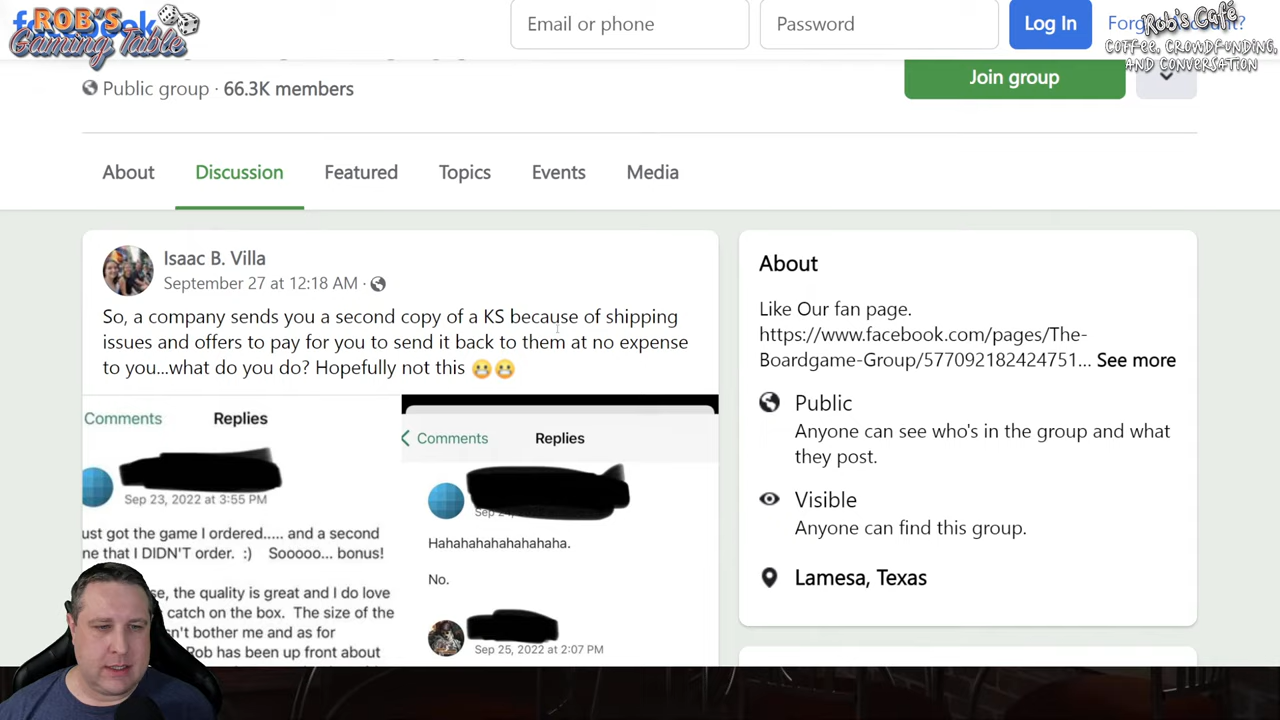 ROB'S
Gaming Table
Email or phone
Password
Log In
Rob's Café
COFFEE, CROWDFUNDING,
AND CONVERSATION
Public group · 66.3K members
Join group
About
Discussion
Featured
Topics
Events
Media
Isaac B. Villa
September 27 at 12:18 AM ·
So, a company sends you a second copy of a KS because of shipping
issues and offers to pay for you to send it back to them at no expense
to you...what do you do? Hopefully not this 😬😬
Comments
Replies
Sep 23, 2022 at 3:55 PM
ust got the game I ordered..... and a second
ne that I DIDN'T order. :) Sooooo... bonus!
se, the quality is great and I do love
catch on the box. The size of the
sn't bother me and as for
Rob has been up front about
Comments
Replies
Hahahahahahahaha.
No.
Sep 25, 2022 at 2:07 PM
About
Like Our fan page.
https://www.facebook.com/pages/The-
Boardgame-Group/577092182424751... See more
Public
Anyone can see who's in the group and what
they post.
Visible
Anyone can find this group.
Lamesa, Texas